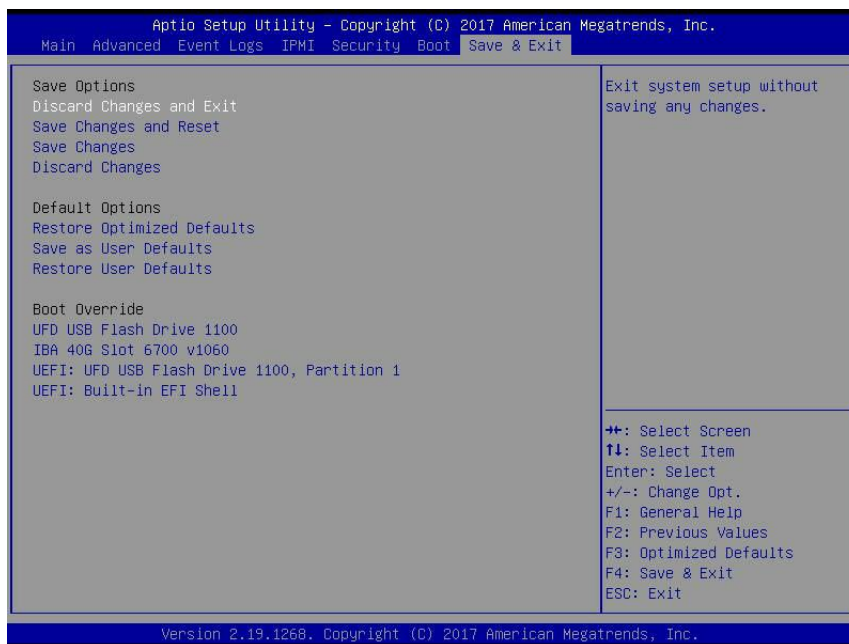 Aptio Setup Utility – Copyright (C) 2017 American Megatrends, Inc.
Main Advanced Event Logs IPMI Security Boot Save & Exit
Save Options
Discard Changes and Exit
Save Changes and Reset
Save Changes
Discard Changes
Default Options
Restore Optimized Defaults
Save as User Defaults
Restore User Defaults
Boot Override
UFD USB Flash Drive 1100
IBA 40G Slot 6700 v1060
UEFI: UFD USB Flash Drive 1100, Partition 1
UEFI: Built-in EFI Shell
Exit system setup without
saving any changes.
→←: Select Screen
↑↓: Select Item
Enter: Select
+/-: Change Opt.
F1: General Help
F2: Previous Values
F3: Optimized Defaults
F4: Save & Exit
ESC: Exit
Version 2.19.1268. Copyright (C) 2017 American Megatrends, Inc.